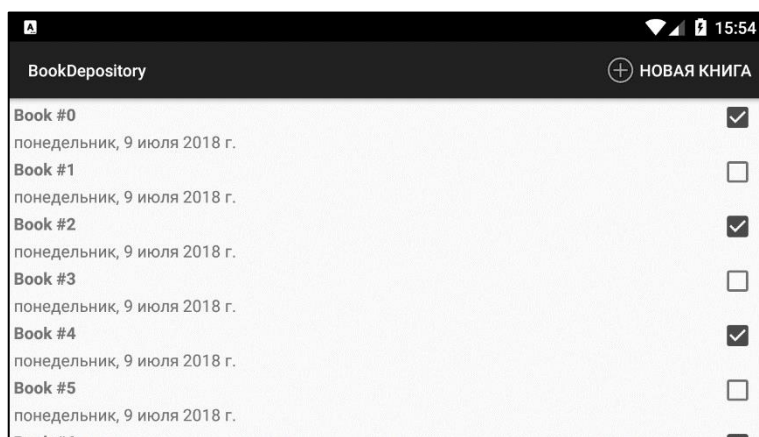 A
15:54
BookDepository
НОВАЯ КНИГА
Book #0
понедельник, 9 июля 2018 г.
Book #1
понедельник, 9 июля 2018 г.
Book #2
понедельник, 9 июля 2018 г.
Book #3
понедельник, 9 июля 2018 г.
Book #4
понедельник, 9 июля 2018 г.
Book #5
понедельник, 9 июля 2018 г.